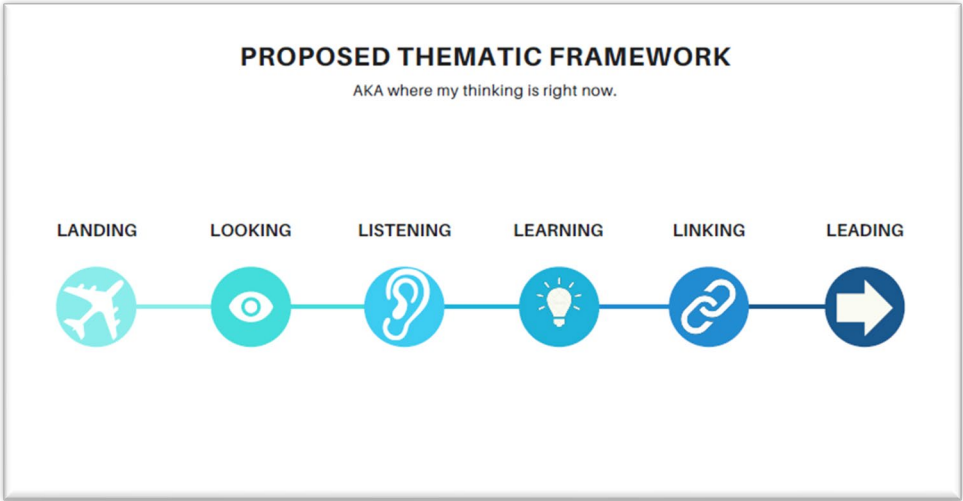 PROPOSED THEMATIC FRAMEWORK
AKA where my thinking is right now.
LANDING
LOOKING
LISTENING
LEARNING
LINKING
LEADING